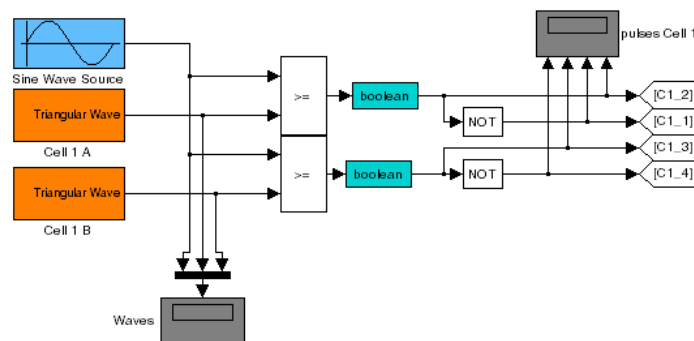 pulses Cell 1
Sine Wave Source
>=
boolean
[C1_2]
Triangular Wave
NOT
[C1_1]
Cell 1 A
[C1_3]
>=
boolean
NOT
[C1_4]
Triangular Wave
Cell 1 B
Waves